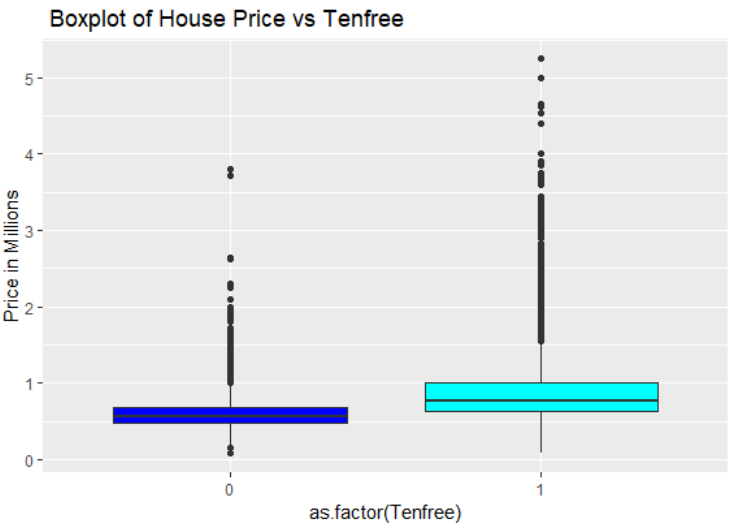 Boxplot of House Price vs Tenfree
Price in Millions
5
4
3
2
1
0
0
1
as.factor(Tenfree)